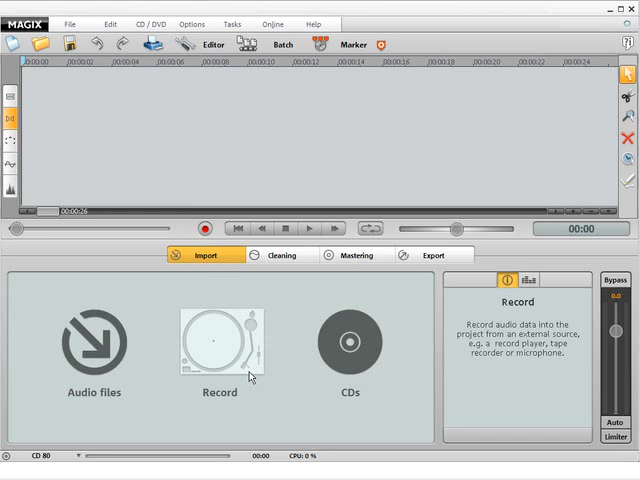 MAGIX File Edit CD / DVD Options Tasks Online Help
Editor Batch Marker
00:00:00 00:00:02 00:00:04 00:00:06 00:00:08 00:00:10 00:00:12 00:00:14 00:00:16 00:00:18 00:00:20 00:00:22 00:00:24
00:00:26
00:00
Import Cleaning Mastering Export
Audio files
Record
CDs
Record
Record audio data into the
project from an external source,
e.g. a record player, tape
recorder or microphone.
Bypass
0.0
Auto
Limiter
CD 80 00:00 CPU: 0 %